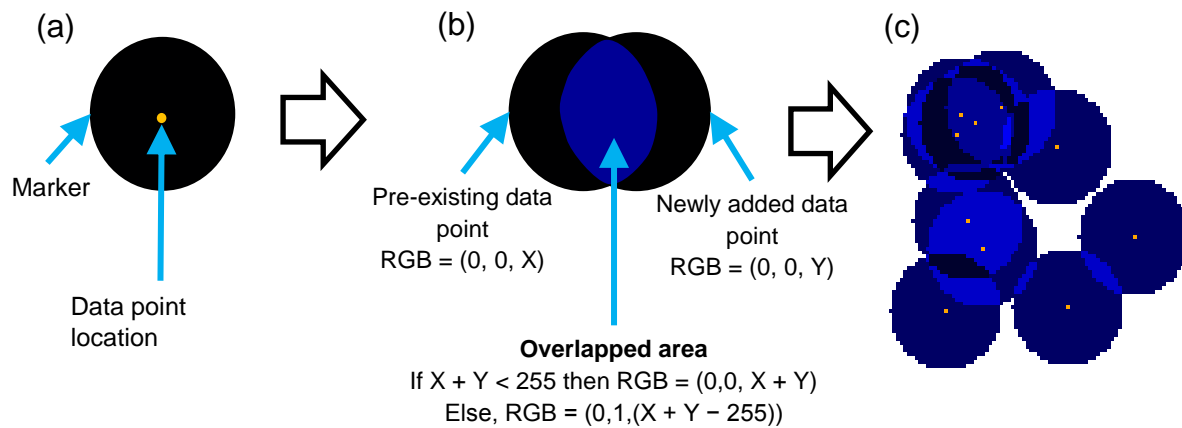 (a)
Marker
Data point
location
(b)
Pre-existing data
point
RGB = (0, 0, X)
Newly added data
point
RGB = (0, 0, Y)
Overlapped area
If X + Y < 255 then RGB = (0,0, X + Y)
Else, RGB = (0,1,(X + Y − 255))
(c)